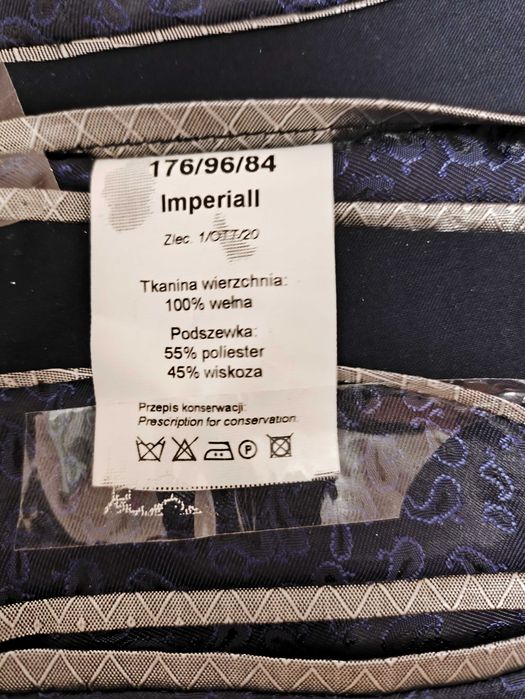 176/96/84
Imperiall
Zlec. 1/OTT/20
Tkanina wierzchnia:
100% wełna
Podszewka:
55% poliester
45% wiskoza
Przepis konserwacji:
Prescription for conservation.
P